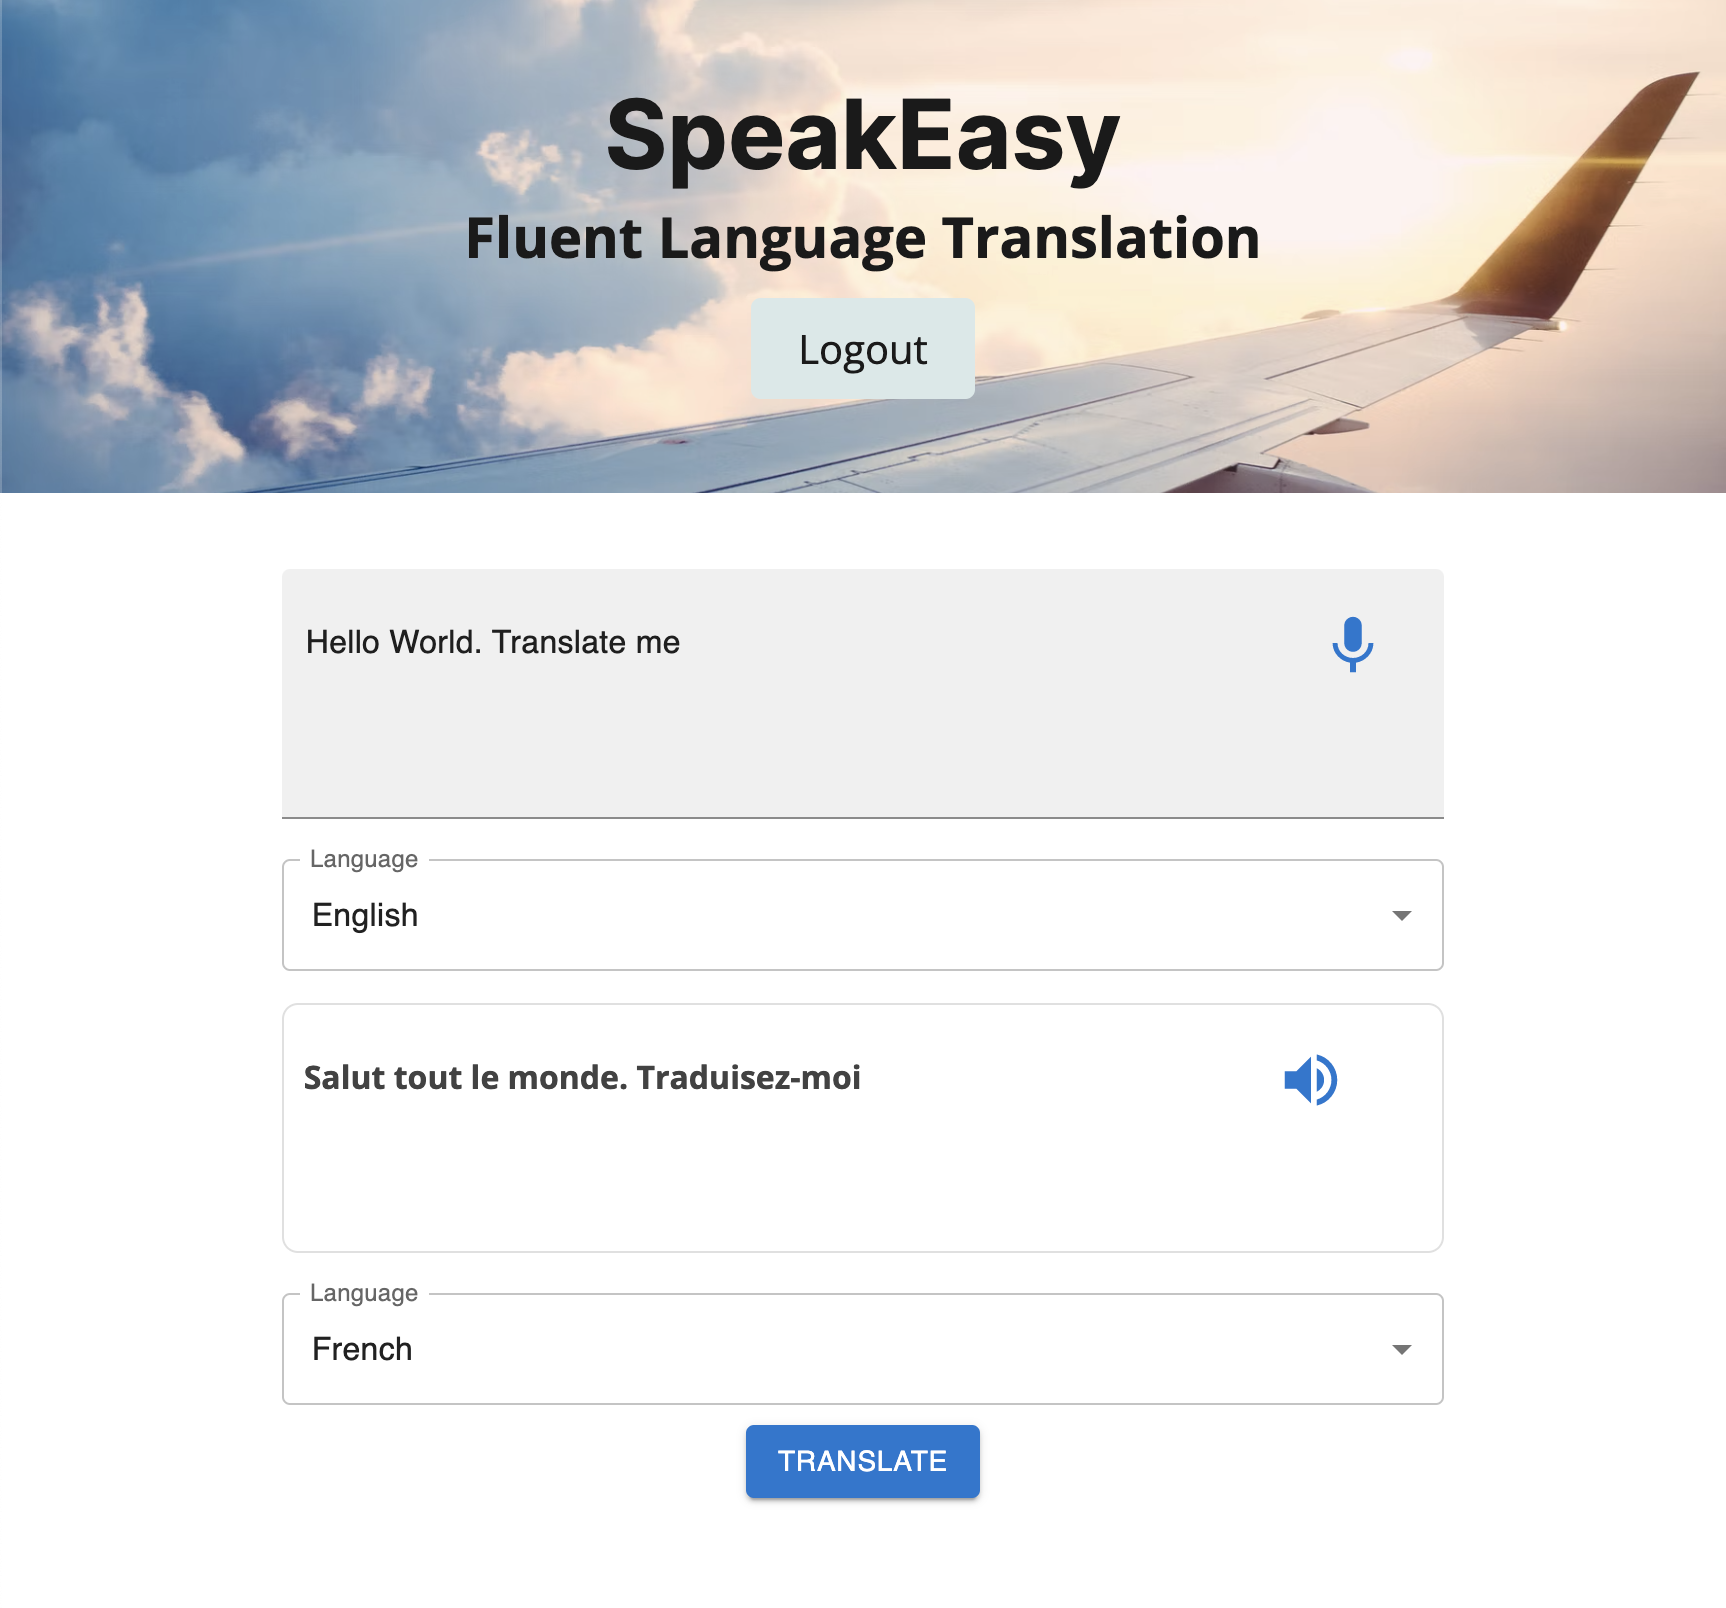 SpeakEasy
Fluent Language Translation
Logout
Hello World. Translate me
Language
English
Salut tout le monde. Traduisez-moi
Language
French
TRANSLATE